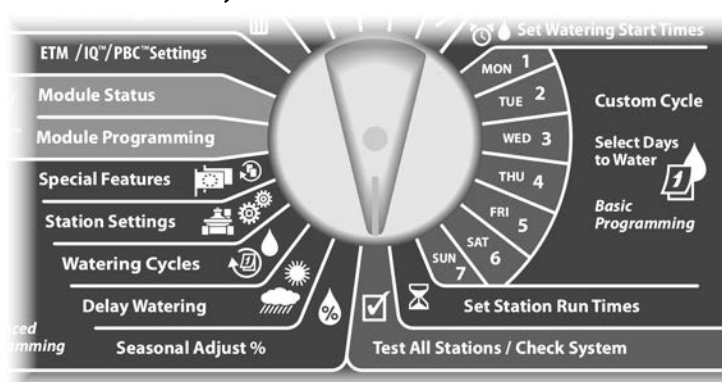 Set Watering Start Times
ETM /IQ™/PBC™Settings
Module Status
Module Programming
Special Features
Station Settings
Watering Cycles
Delay Watering
Seasonal Adjust %
MON 1
TUE 2
WED 3
THU 4
FRI 5
SAT 6
SUN 7
Custom Cycle
Select Days
to Water
1
Basic
Programming
1
%
Set Station Run Times
Test All Stations / Check System